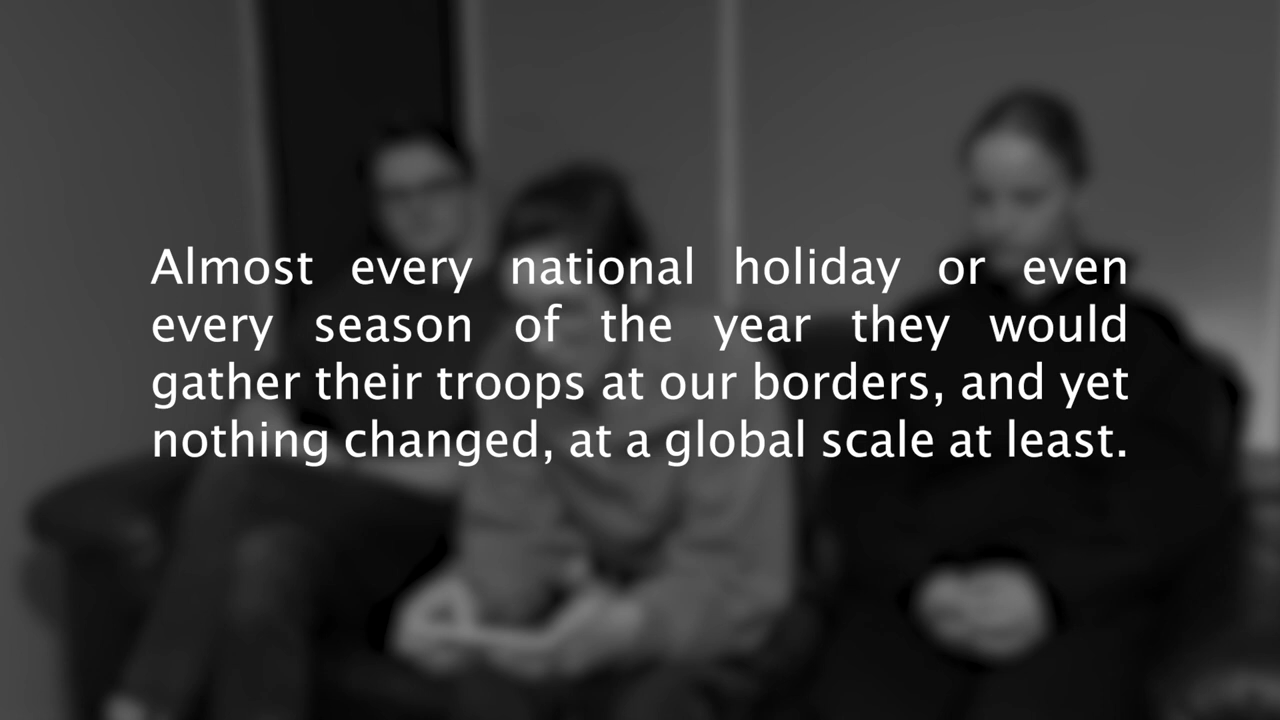 Almost every national holiday or even
every season of the year they would
gather their troops at our borders, and yet
nothing changed, at a global scale at least.